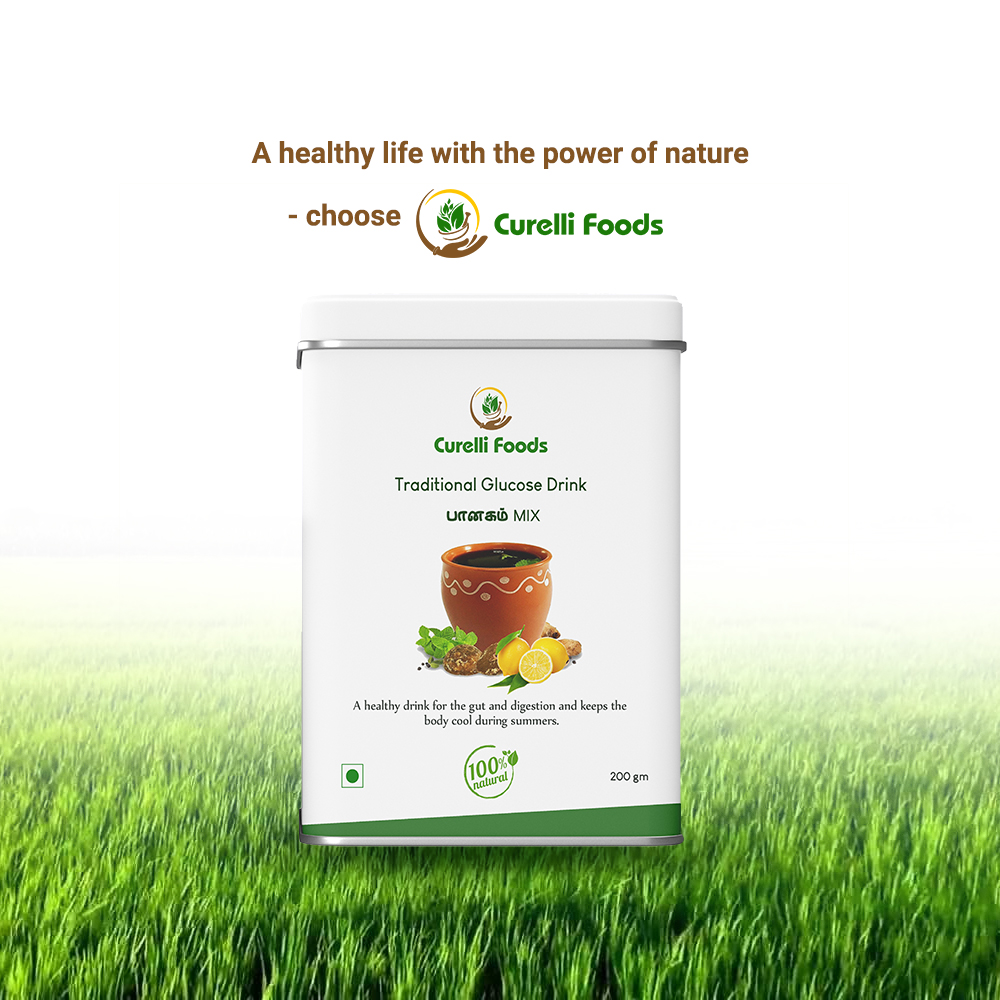 A healthy life with the power of nature
- choose Curelli Foods
Curelli Foods
Traditional Glucose Drink
பானகம் MIX
A healthy drink for the gut and digestion and keeps the
body cool during summers.
100%
natural
200 gm